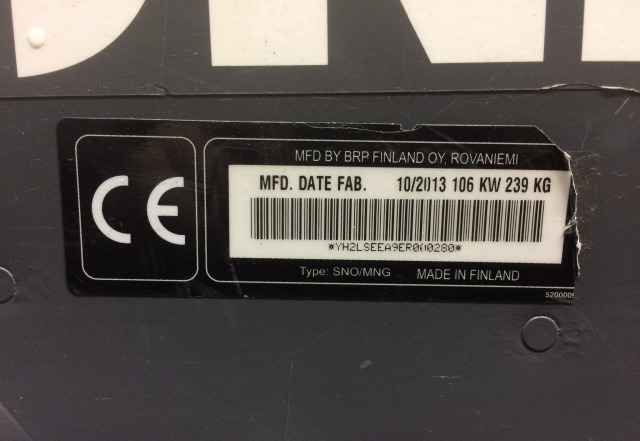 MFD BY BRP FINLAND OY, ROVANIEMI
CE
MFD. DATE FAB. 10/2013 106 KW 239 KG
*YH2LSEEA9ER000280*
Type: SNO/MNG MADE IN FINLAND